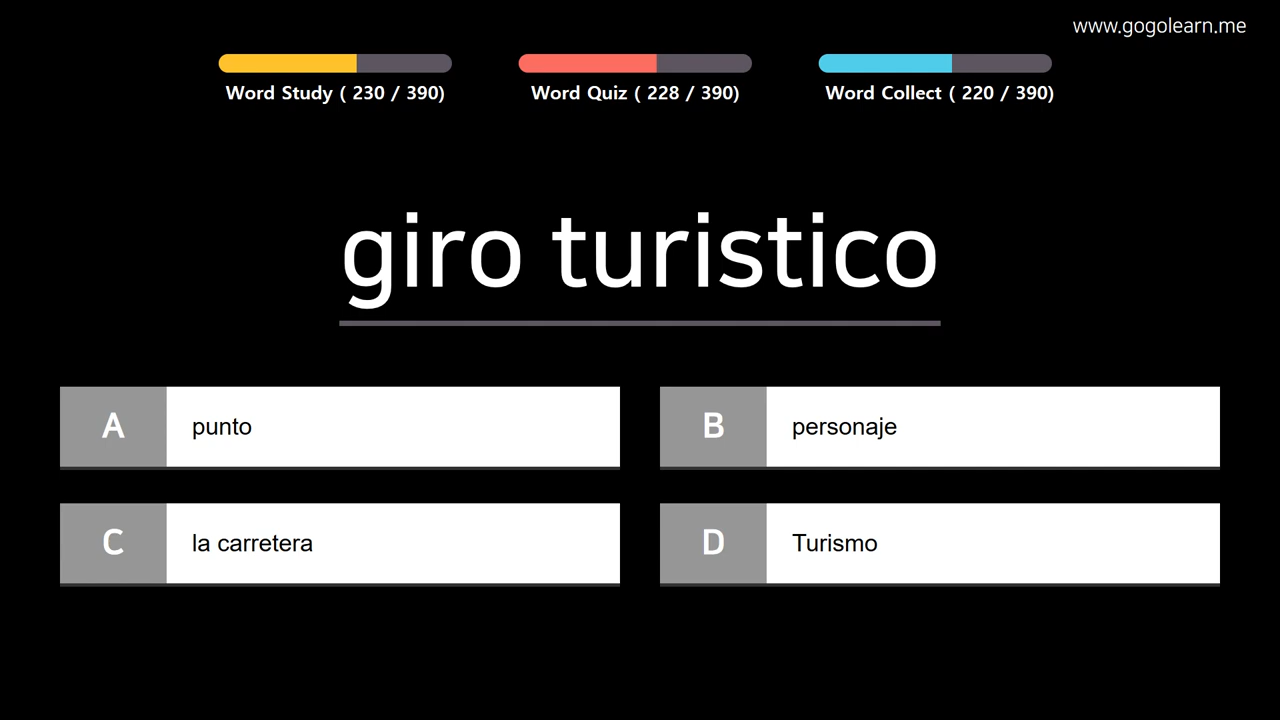 www.gogolearn.me
Word Study ( 230 / 390)
Word Quiz ( 228 / 390)
Word Collect ( 220 / 390)
giro turistico
A punto
B personaje
C la carretera
D Turismo